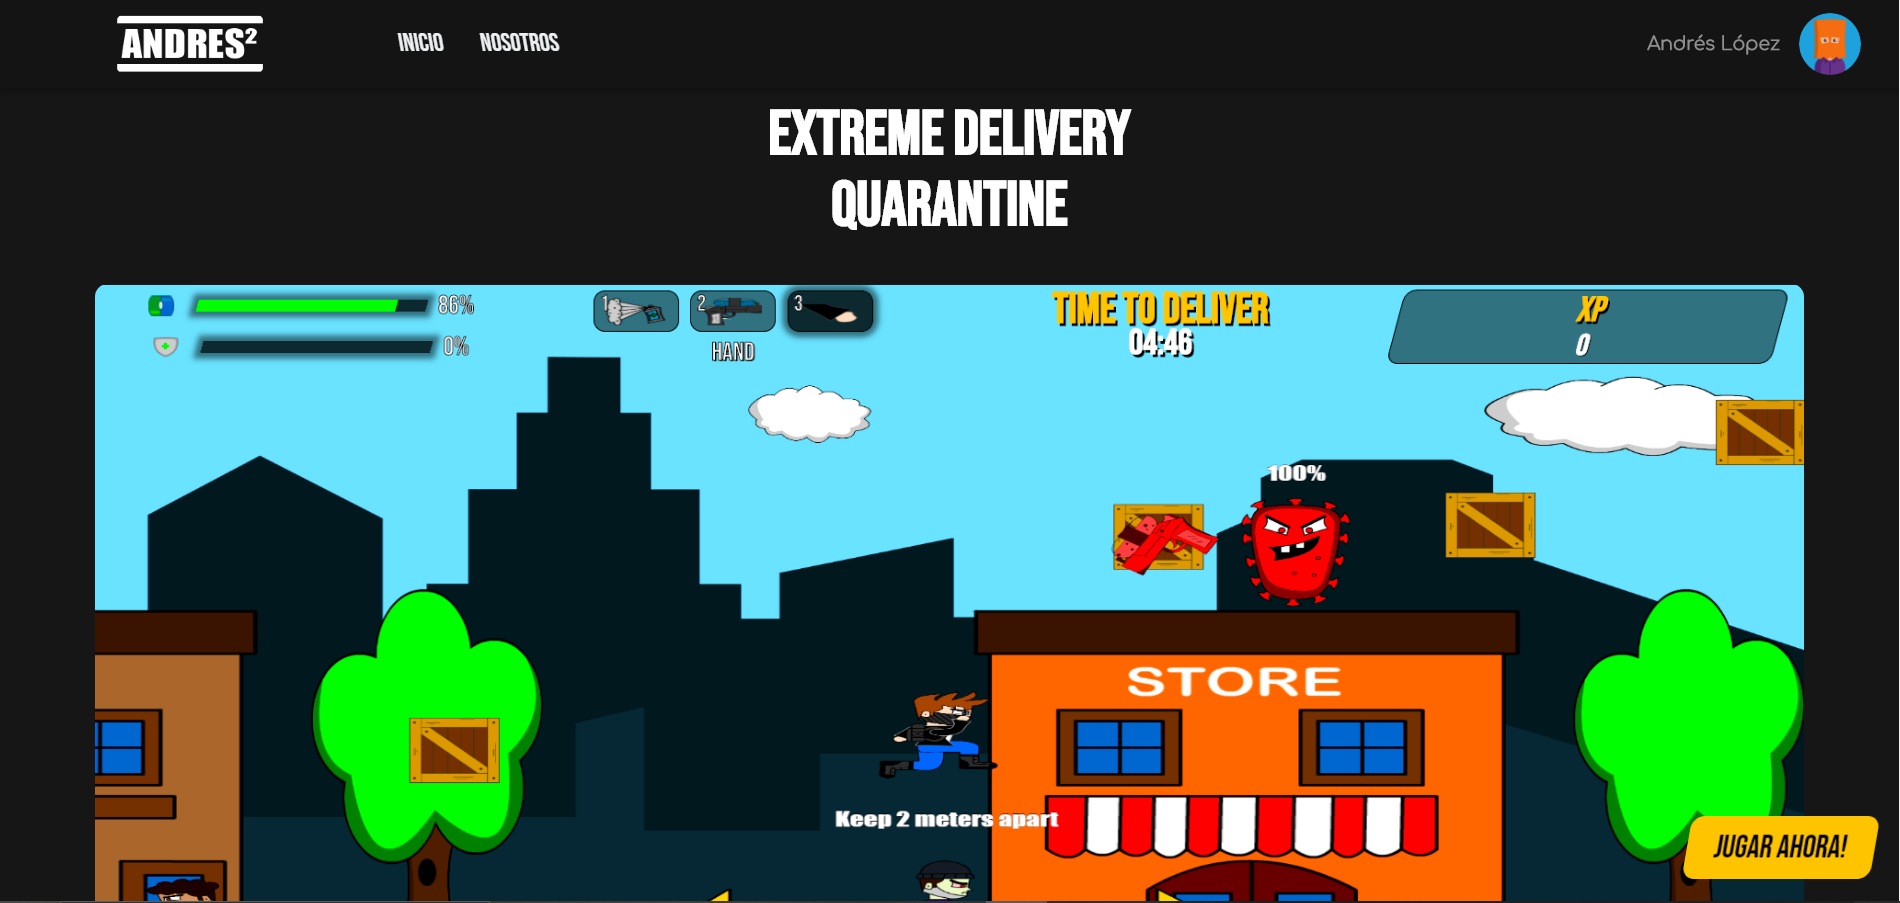 ANDRES²
INICIO
NOSOTROS
Andrés López
EXTREME DELIVERY
QUARANTINE
86%
0%
1
2
3
HAND
TIME TO DELIVER
04:46
XP
0
100%
STORE
Keep 2 meters apart
JUGAR AHORA!